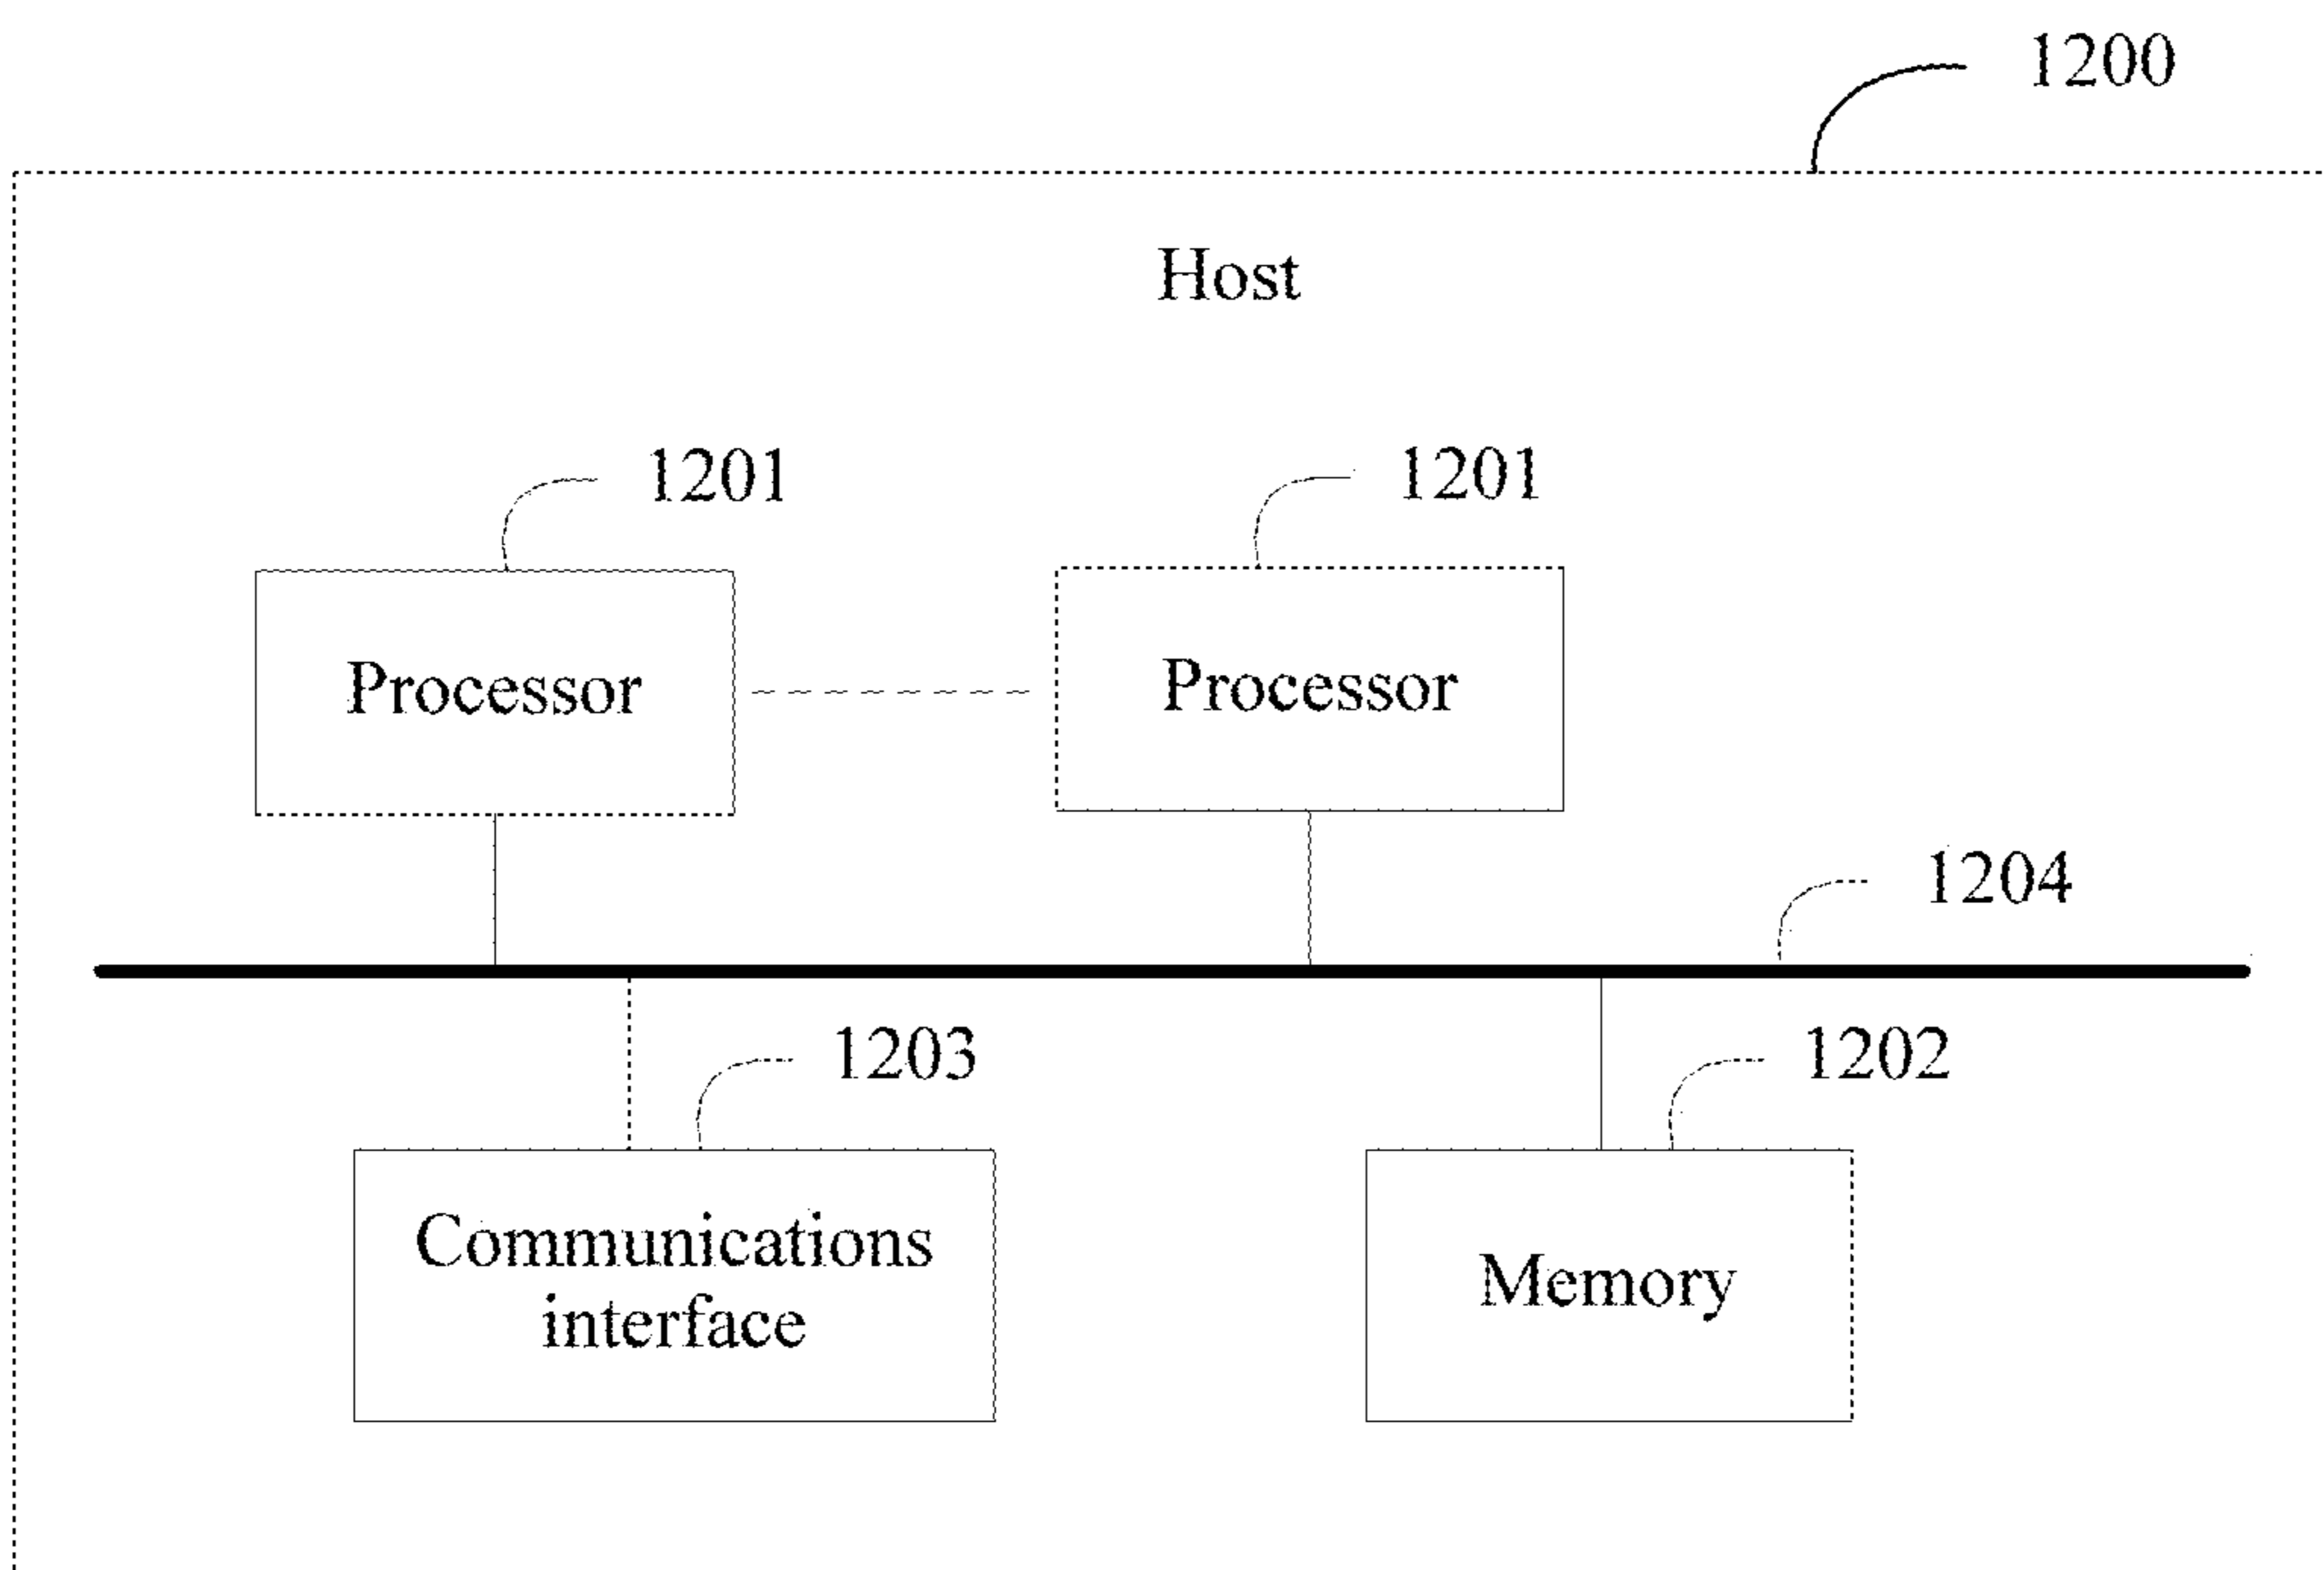 1200
Host
1201
1201
Processor
Processor
1204
1203
1202
Communications
interface
Memory